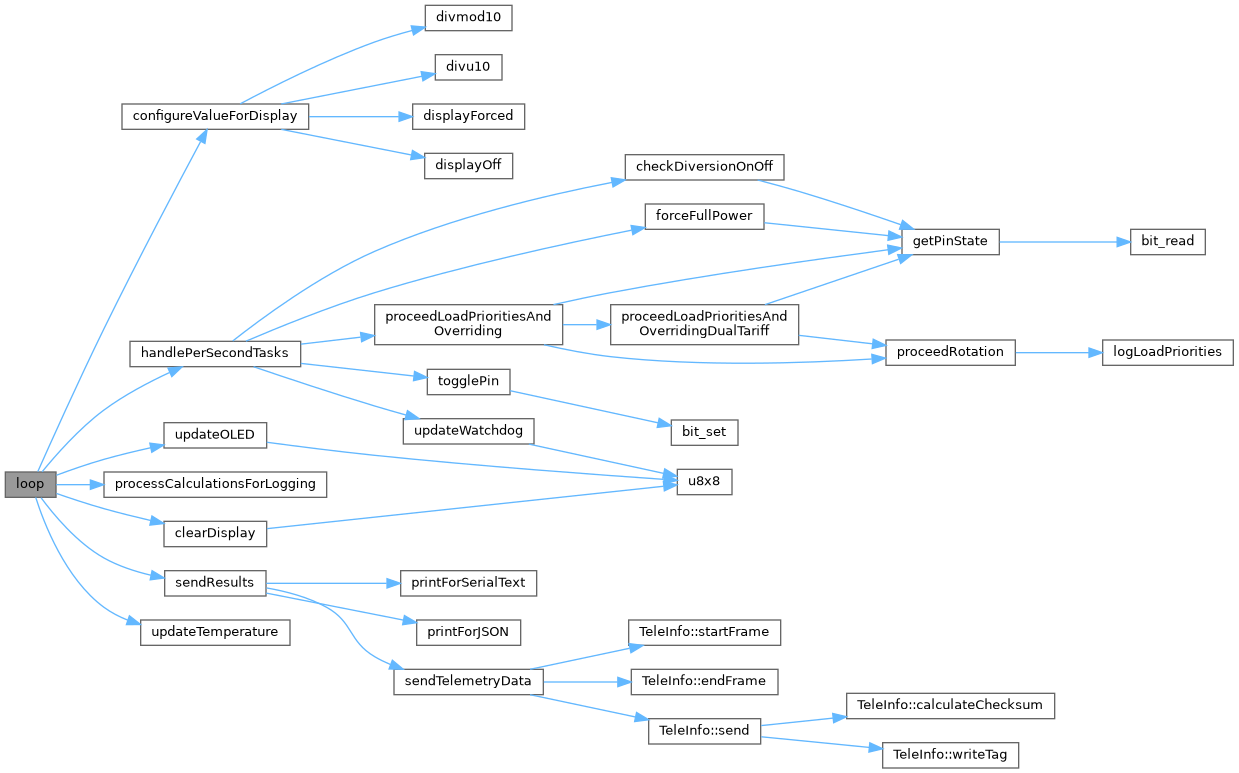 divmod10
divu10
configureValueForDisplay
displayForced
displayOff
checkDiversionOnOff
forceFullPower
getPinState
bit_read
proceedLoadPrioritiesAnd
Overriding
proceedLoadPrioritiesAnd
OverridingDualTariff
handlePerSecondTasks
proceedRotation
logLoadPriorities
togglePin
updateWatchdog
bit_set
updateOLED
loop
processCalculationsForLogging
u8x8
clearDisplay
sendResults
printForSerialText
updateTemperature
printForJSON
TeleInfo::startFrame
sendTelemetryData
TeleInfo::endFrame
TeleInfo::send
TeleInfo::calculateChecksum
TeleInfo::writeTag